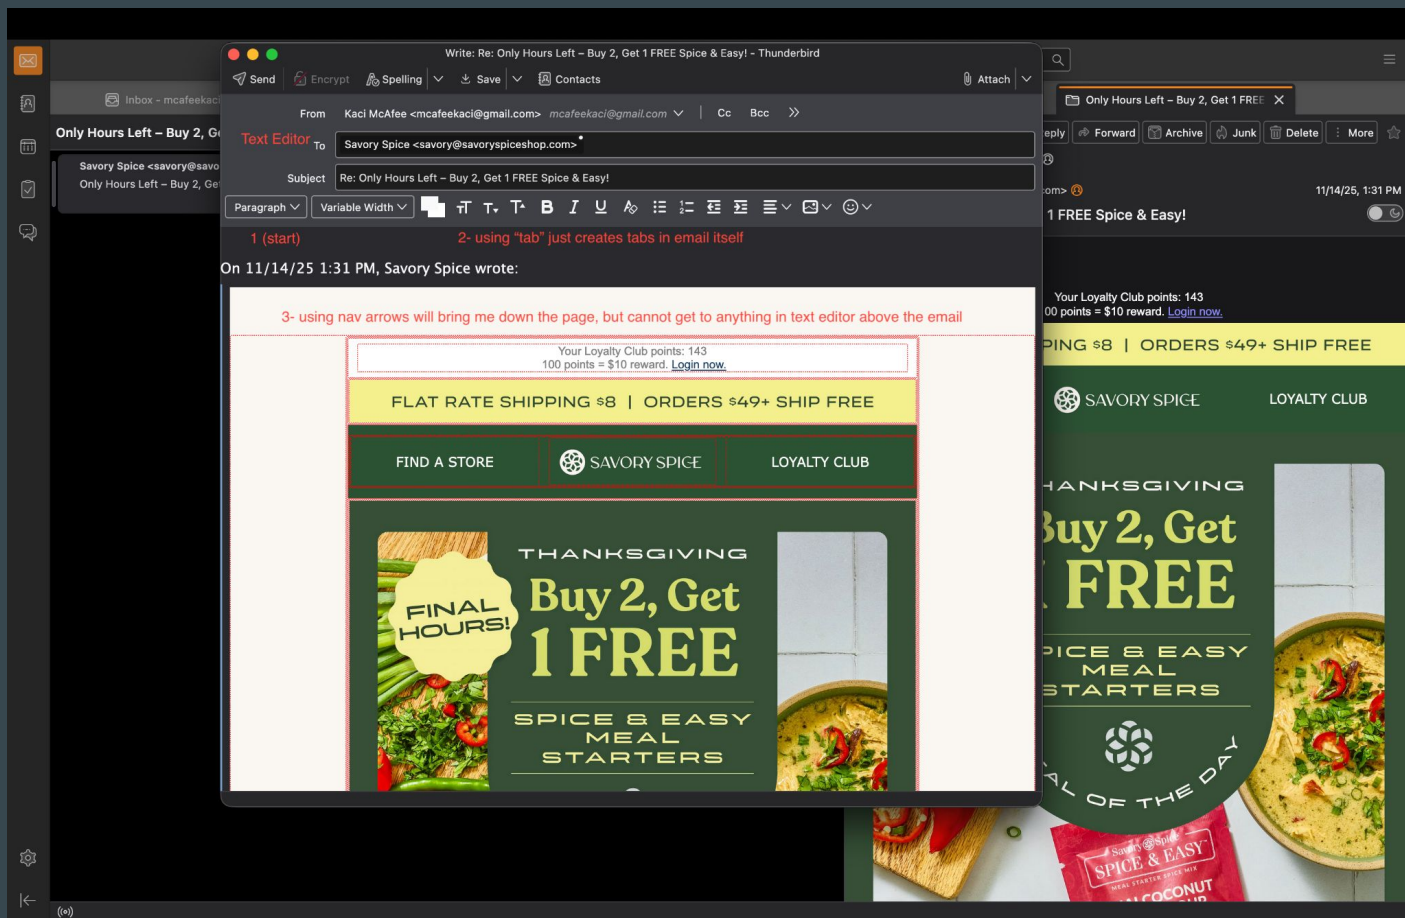 Write: Re: Only Hours Left – Buy 2, Get 1 FREE Spice & Easy! - Thunderbird
Send Encrypt Spelling Save Contacts Attach
Inbox - mcafeekaci
From Kaci McAfee <mcafeekaci@gmail.com> mcafeekaci@gmail.com Cc Bcc
Only Hours Left – Buy 2, Get 1 FREE
Only Hours Left – Buy 2, G
Text Editor
To Savory Spice <savory@savoryspiceshop.com>
eply Forward Archive Junk Delete More
Savory Spice <savory@savo
Only Hours Left – Buy 2, Ge
Subject Re: Only Hours Left – Buy 2, Get 1 FREE Spice & Easy!
com>
11/14/25, 1:31 PM
1 FREE Spice & Easy!
Paragraph Variable Width
1 (start)
2- using “tab” just creates tabs in email itself
On 11/14/25 1:31 PM, Savory Spice wrote:
3- using nav arrows will bring me down the page, but cannot get to anything in text editor above the email
Your Loyalty Club points: 143
100 points = $10 reward. Login now.
FLAT RATE SHIPPING $8 | ORDERS $49+ SHIP FREE
FIND A STORE SAVORY SPICE LOYALTY CLUB
FINAL HOURS!
THANKSGIVING
Buy 2, Get
1 FREE
SPICE & EASY
MEAL
STARTERS
Your Loyalty Club points: 143
00 points = $10 reward. Login now.
PING $8 | ORDERS $49+ SHIP FREE
SAVORY SPICE LOYALTY CLUB
HANKSGIVING
Buy 2, Get
FREE
PICE & EASY
MEAL
STARTERS
AL OF THE DAY
Savory Spice
SPICE & EASY
MEAL STARTER SPICE MIX
COCONUT